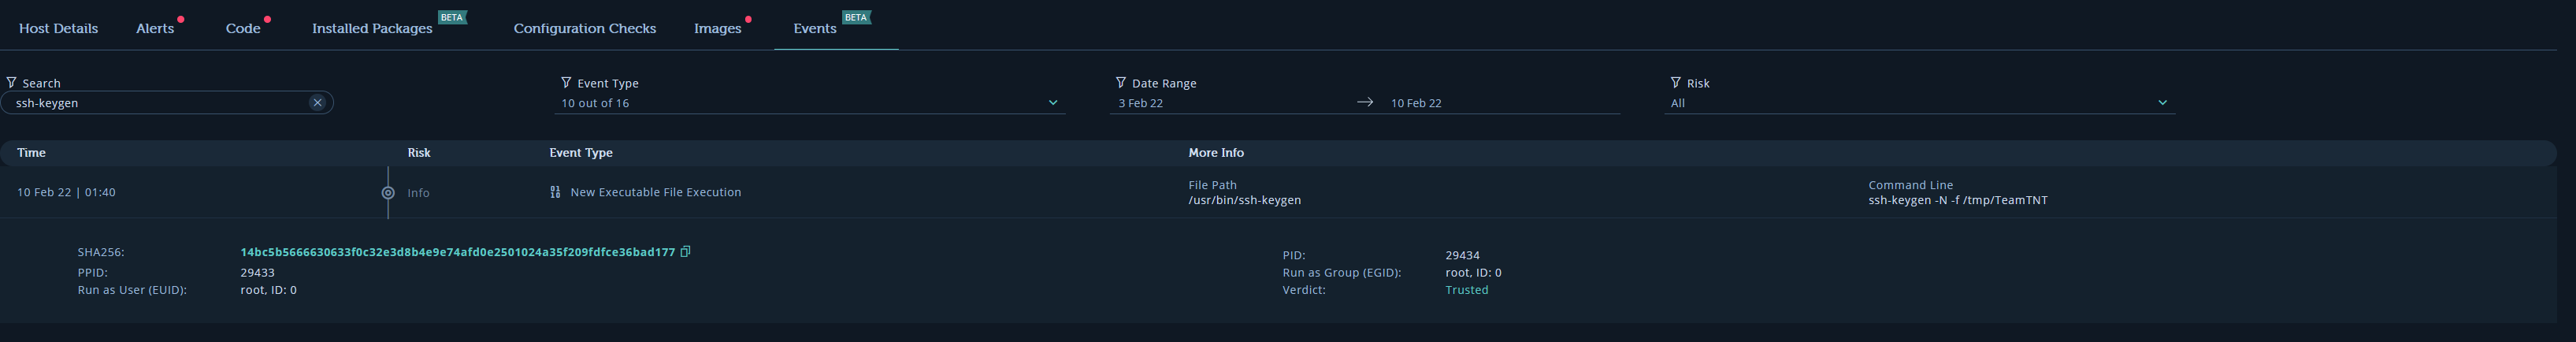 BETA BETA
Host Details Alerts Code Installed Packages Configuration Checks Images Events
Search Event Type Date Range Risk
ssh-keygen 10 out of 16 3 Feb 22 10 Feb 22 All
Time Risk Event Type More Info
10 Feb 22 | 01:40 Info 01 10 New Executable File Execution File Path Command Line
/usr/bin/ssh-keygen ssh-keygen -N -f /tmp/TeamTNT
SHA256: 14bc5b5666630633f0c32e3d8b4e9e74afd0e2501024a35f209fdfce36bad177 PID: 29434
PPID: 29433 Run as Group (EGID): root, ID: 0
Run as User (EUID): root, ID: 0 Verdict: Trusted